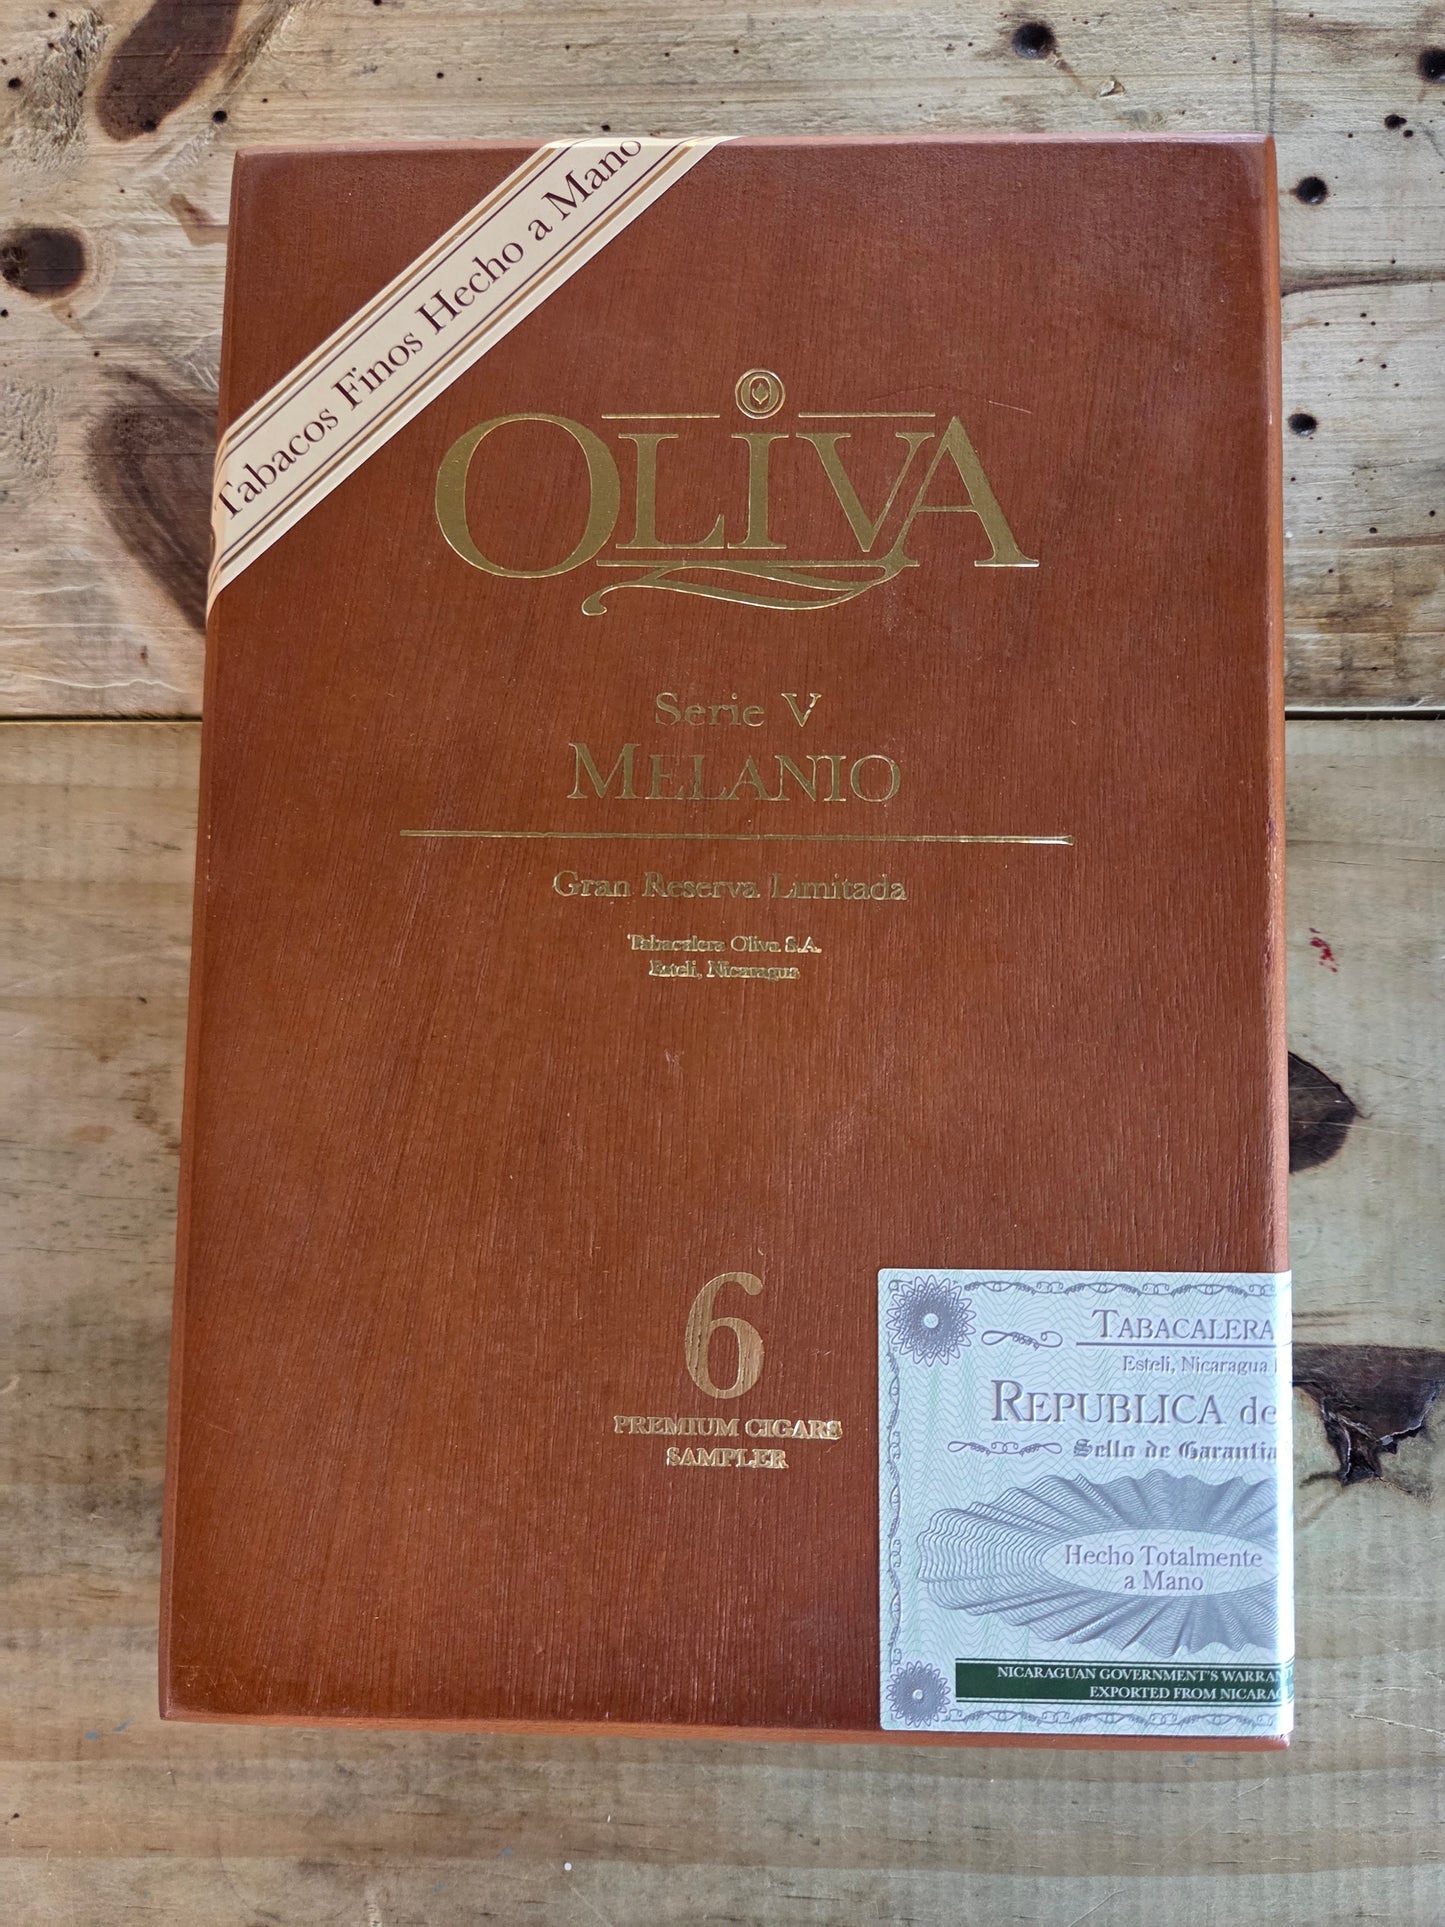 Tabacos Finos Hecho a Mano
OLIVA
Serie V
MELANIO
Gran Reserva Limitada
Tabacalera Oliva S.A.
Esteli, Nicaragua
6
PREMIUM CIGARS
SAMPLER
TABACALERA
Esteli, Nicaragua
REPUBLICA de
Sello de Garantia
Hecho Totalmente
a Mano
NICARAGUAN GOVERNMENT'S WARRAN
EXPORTED FROM NICARAG